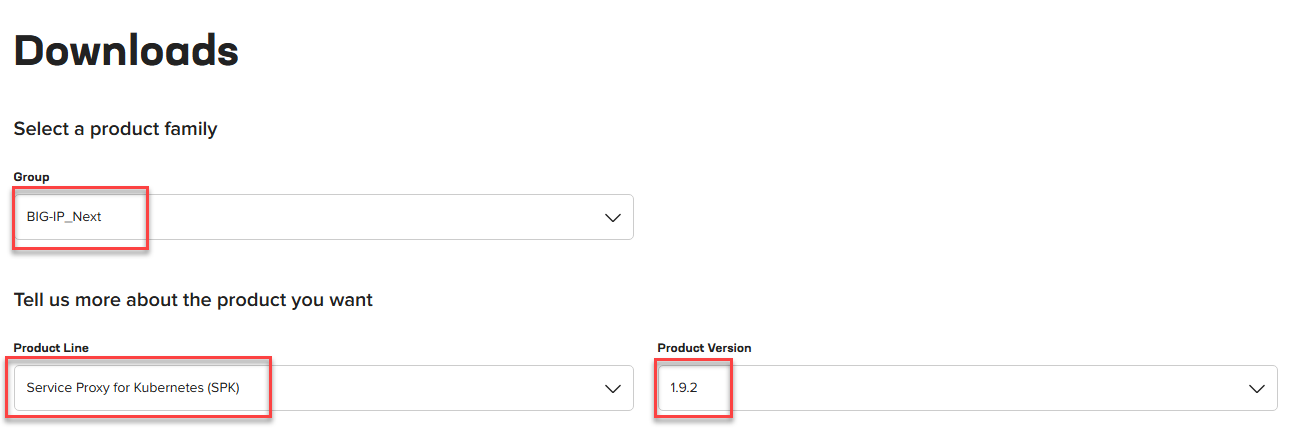 Downloads
Select a product family
Group
BIG-IP_Next
Tell us more about the product you want
Product Line
Product Version
Service Proxy for Kubernetes (SPK)
1.9.2